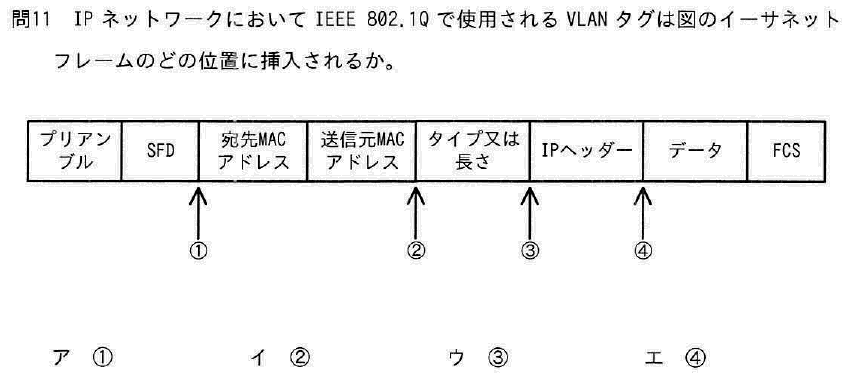 問11 IPネットワークにおいて IEEE 802.1Q で使用される VLAN タグは図のイーサネット
フレームのどの位置に挿入されるか。
プリアン
ブル
SFD
宛先MAC
アドレス
送信元MAC
アドレス
タイプ又は
長さ
IPヘッダー
データ
FCS
① ② ③ ④
ア ① イ ② ウ ③ エ ④